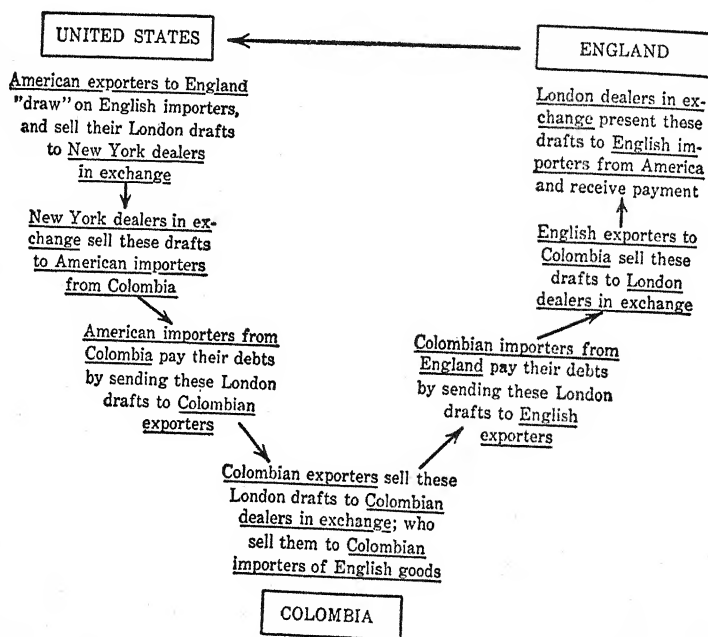 UNITED STATES
American exporters to England
"draw" on English importers,
and sell their London drafts
to New York dealers
in exchange
New York dealers in ex-
change sell these drafts
to American importers
from Colombia
American importers from
Colombia pay their debts
by sending these London
drafts to Colombian
exporters
Colombian exporters sell these
London drafts to Colombian
dealers in exchange; who
sell them to Colombian
importers of English goods
COLOMBIA
Colombian importers from
England pay their debts
by sending these London
drafts to English
exporters
English exporters to
Colombia sell these
drafts to London
dealers in exchange
London dealers in ex-
change present these
drafts to English im-
porters from America
and receive payment
ENGLAND